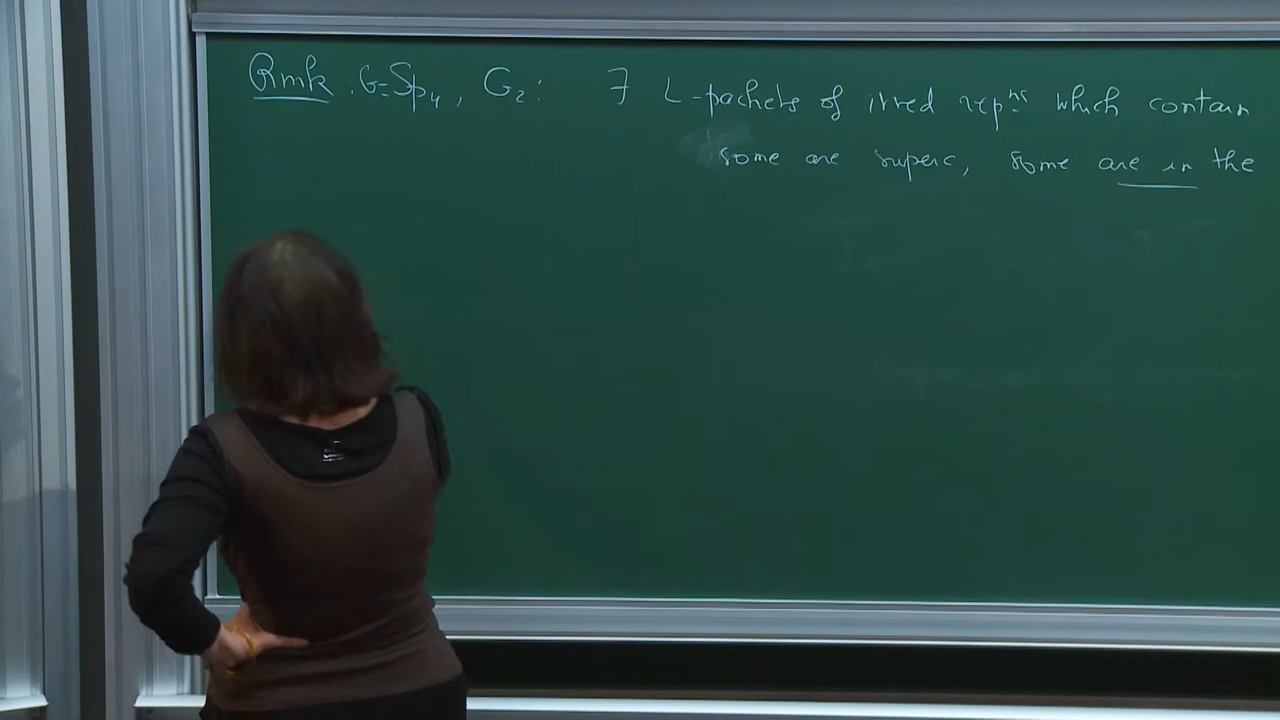 Rmk : G=Sp₄, G₂: ∃ L-packets of irred repⁿˢ which contain
some are superc, some are in the